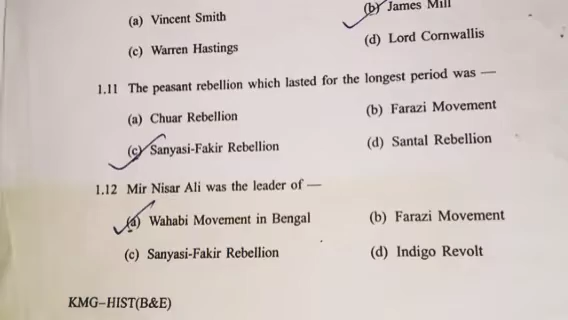 (a) Vincent Smith (b) James Mill
(c) Warren Hastings (d) Lord Cornwallis
1.11 The peasant rebellion which lasted for the longest period was —
(a) Chuar Rebellion (b) Farazi Movement
(c) Sanyasi-Fakir Rebellion (d) Santal Rebellion
1.12 Mir Nisar Ali was the leader of —
(a) Wahabi Movement in Bengal (b) Farazi Movement
(c) Sanyasi-Fakir Rebellion (d) Indigo Revolt
KMG–HIST(B&E)